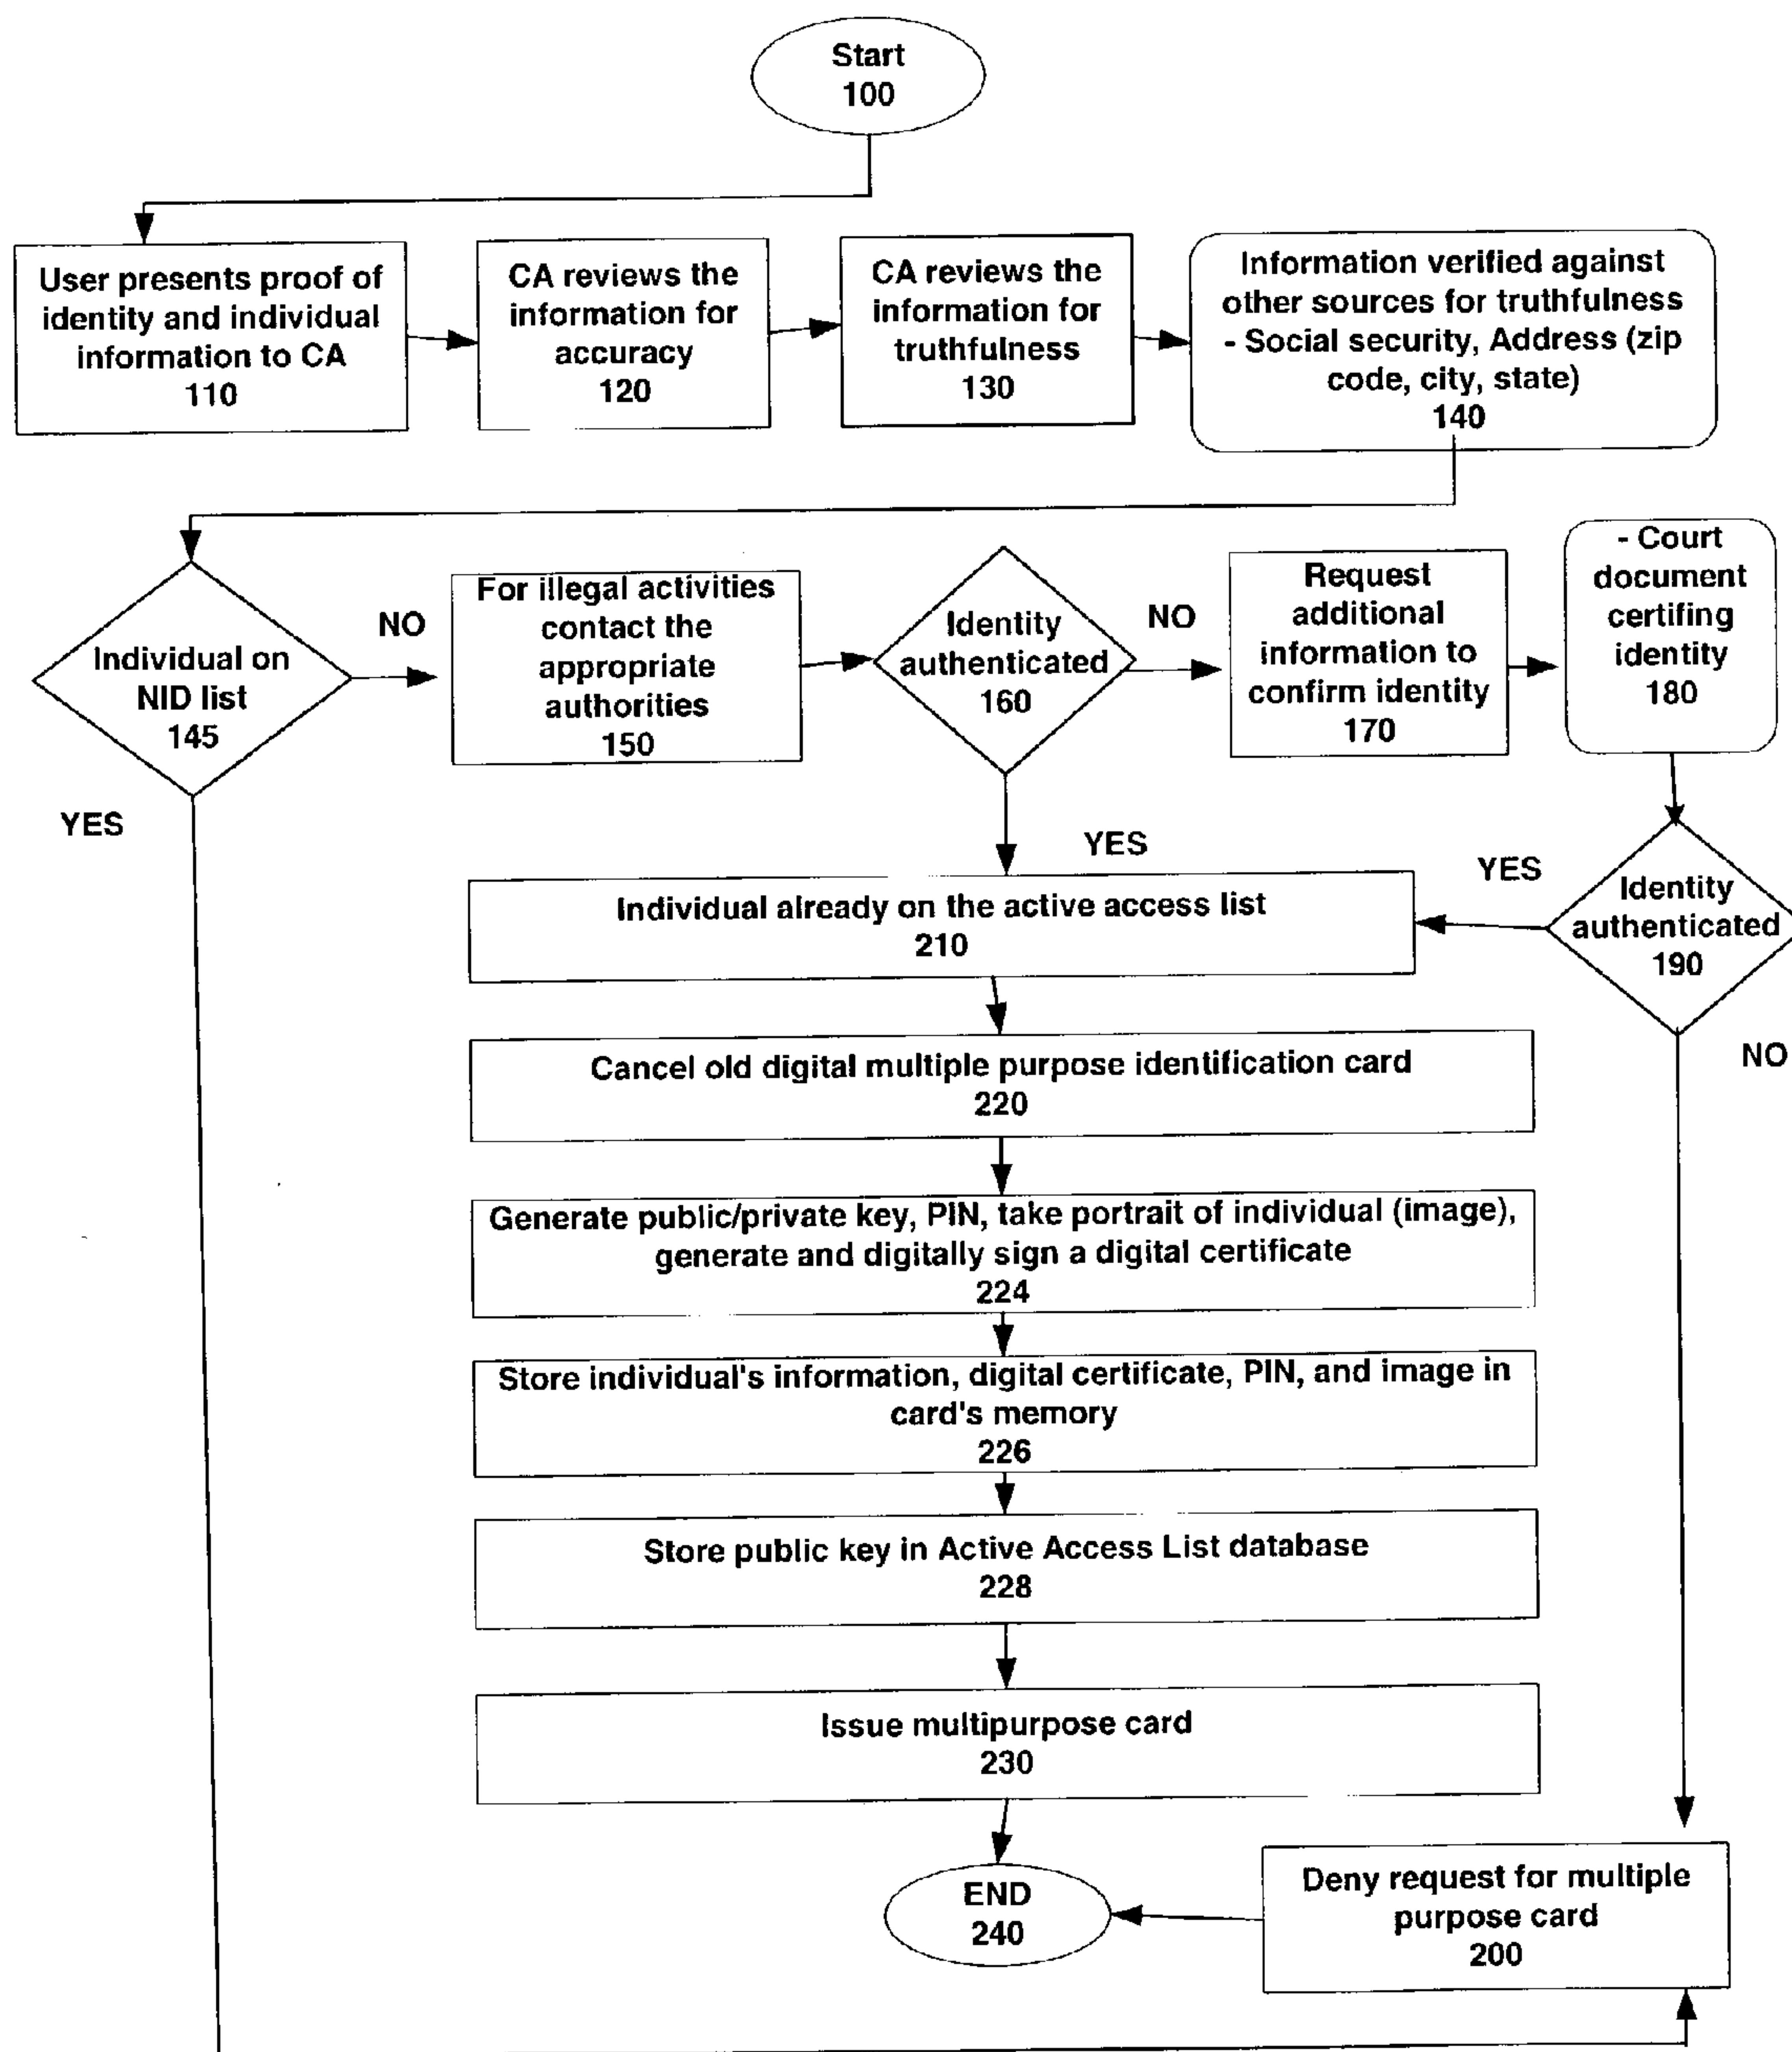 Start
100
User presents proof of
identity and individual
information to CA
110
CA reviews the
information for
accuracy
120
CA reviews the
information for
truthfulness
130
Information verified against
other sources for truthfulness
- Social security, Address (zip
code, city, state)
140
Individual on
NID list
145
NO
YES
For illegal activities
contact the
appropriate
authorities
150
Identity
authenticated
160
NO
YES
Request
additional
information to
confirm identity
170
- Court
document
certifing
identity
180
Identity
authenticated
190
YES
NO
Individual already on the active access list
210
Cancel old digital multiple purpose identification card
220
Generate public/private key, PIN, take portrait of individual (image),
generate and digitally sign a digital certificate
224
Store individual's information, digital certificate, PIN, and image in
card's memory
226
Store public key in Active Access List database
228
Issue multipurpose card
230
END
240
Deny request for multiple
purpose card
200